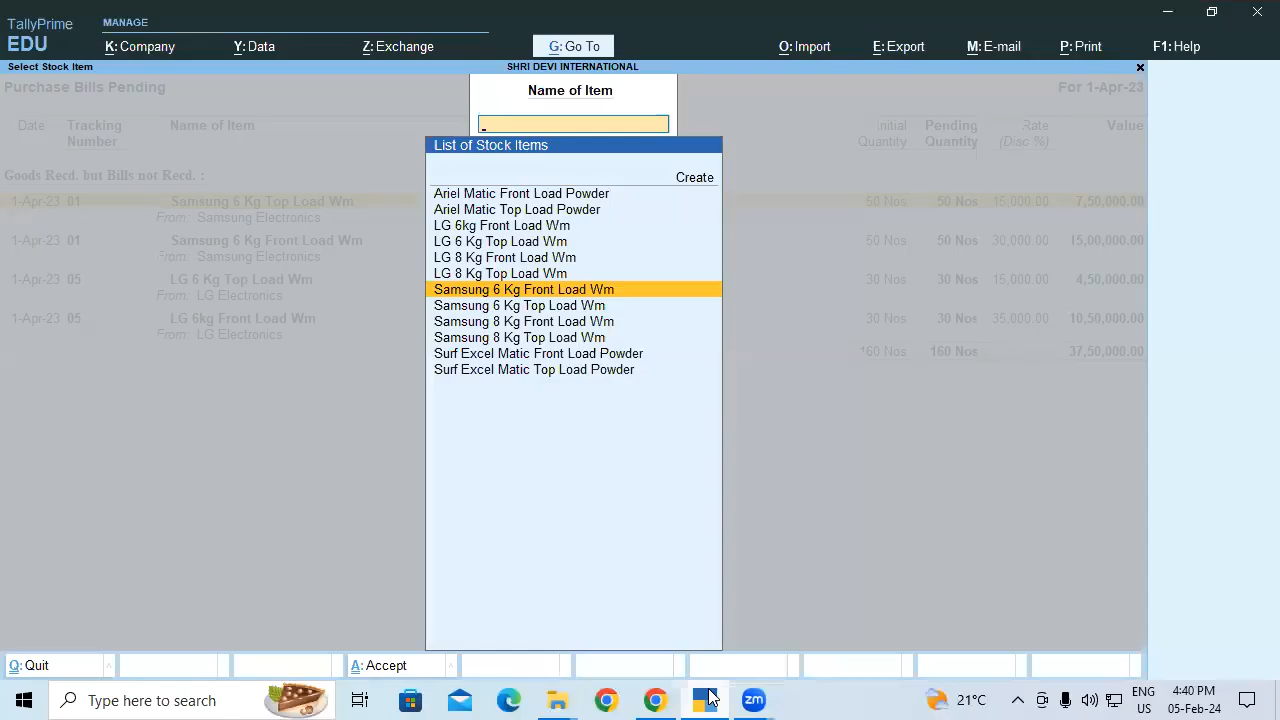 TallyPrime
EDU
MANAGE
K: Company
Y: Data
Z: Exchange
G: Go To
O: Import
E: Export
M: E-mail
P: Print
F1: Help
Select Stock Item
SHRI DEVI INTERNATIONAL
Purchase Bills Pending
For 1-Apr-23
Name of Item
Date Tracking Number Name of Item Initial Quantity Pending Quantity Rate (Disc %) Value
Goods Recd. but Bills not Recd. :
1-Apr-23 01 Samsung 6 Kg Top Load Wm 50 Nos 50 Nos 15,000.00 7,50,000.00
From: Samsung Electronics
1-Apr-23 01 Samsung 6 Kg Front Load Wm 50 Nos 50 Nos 30,000.00 15,00,000.00
From: Samsung Electronics
1-Apr-23 05 LG 6 Kg Top Load Wm 30 Nos 30 Nos 15,000.00 4,50,000.00
From: LG Electronics
1-Apr-23 05 LG 6kg Front Load Wm 30 Nos 30 Nos 35,000.00 10,50,000.00
From: LG Electronics
160 Nos 160 Nos 37,50,000.00
List of Stock Items
Create
Ariel Matic Front Load Powder
Ariel Matic Top Load Powder
LG 6kg Front Load Wm
LG 6 Kg Top Load Wm
LG 8 Kg Front Load Wm
LG 8 Kg Top Load Wm
Samsung 6 Kg Front Load Wm
Samsung 6 Kg Top Load Wm
Samsung 8 Kg Front Load Wm
Samsung 8 Kg Top Load Wm
Surf Excel Matic Front Load Powder
Surf Excel Matic Top Load Powder
Q: Quit
A: Accept
Type here to search
zm
21°C
ENG
US
4:40 PM
05-Feb-24